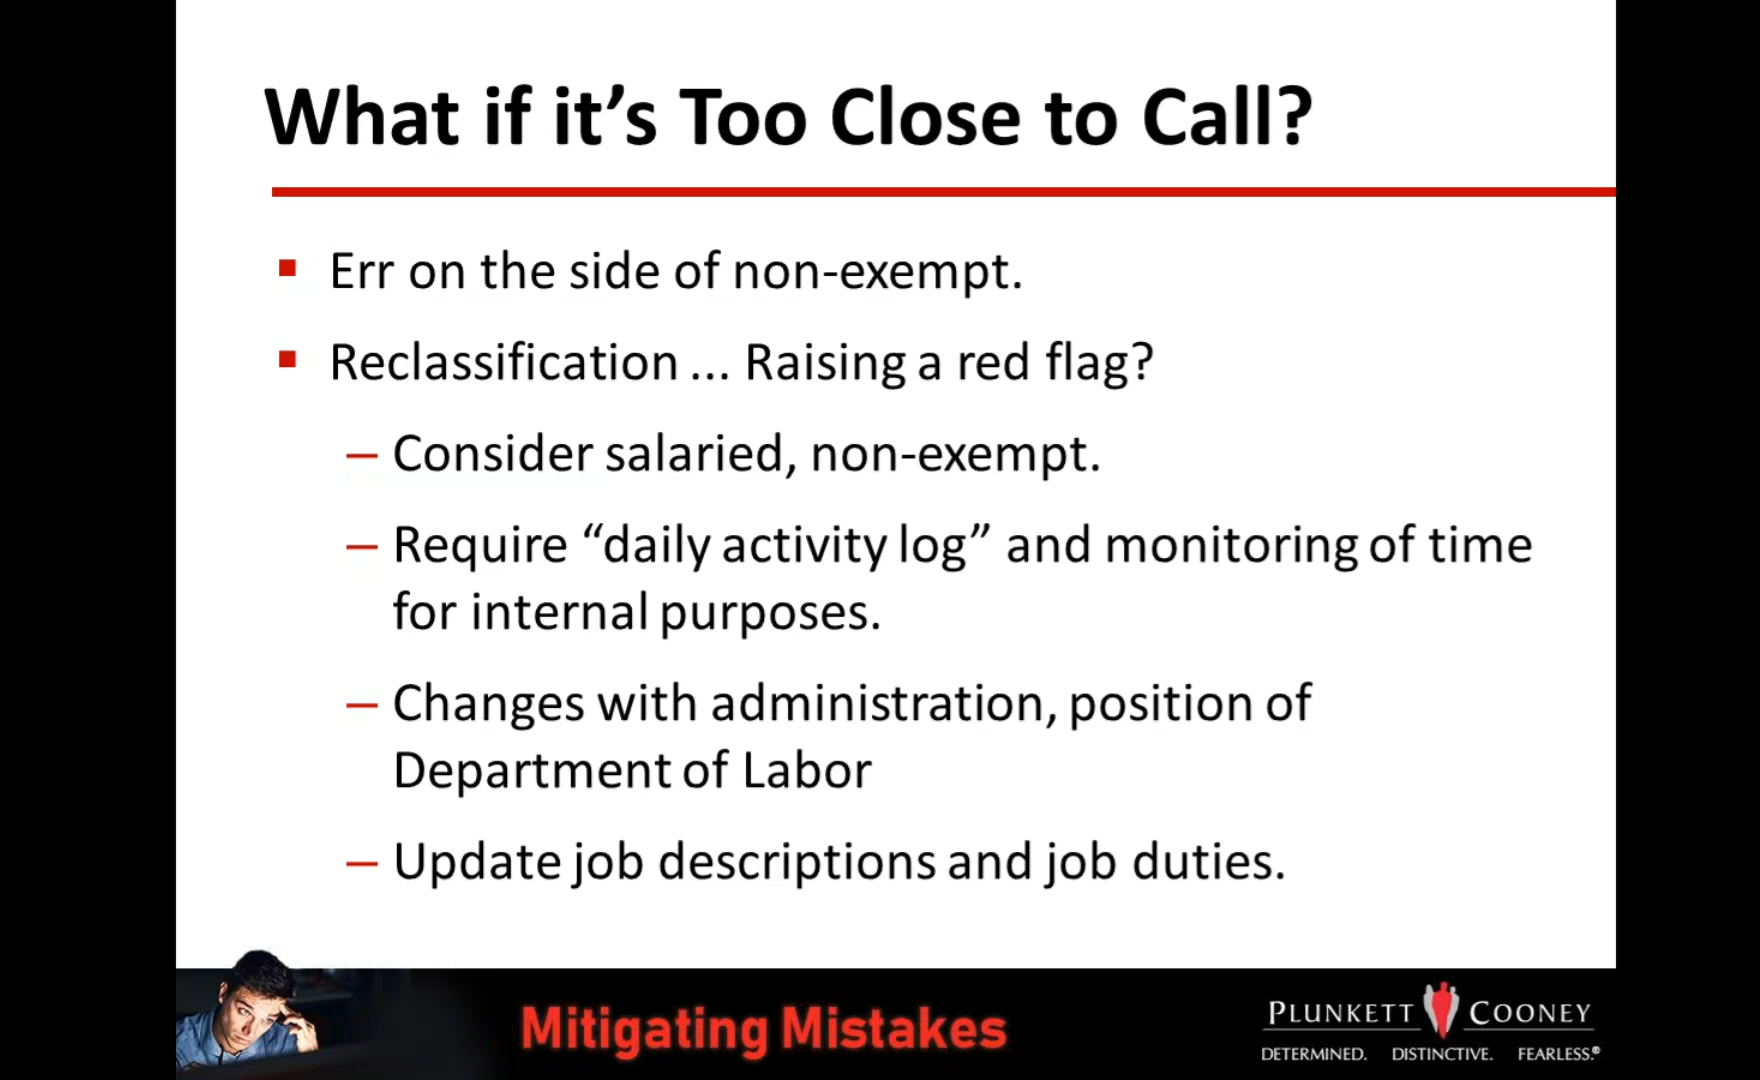 What if it’s Too Close to Call?
Err on the side of non-exempt.
Reclassification ... Raising a red flag?
– Consider salaried, non-exempt.
– Require “daily activity log” and monitoring of time
for internal purposes.
– Changes with administration, position of
Department of Labor
– Update job descriptions and job duties.
Mitigating Mistakes
PLUNKETT COONEY
DETERMINED. DISTINCTIVE. FEARLESS.®